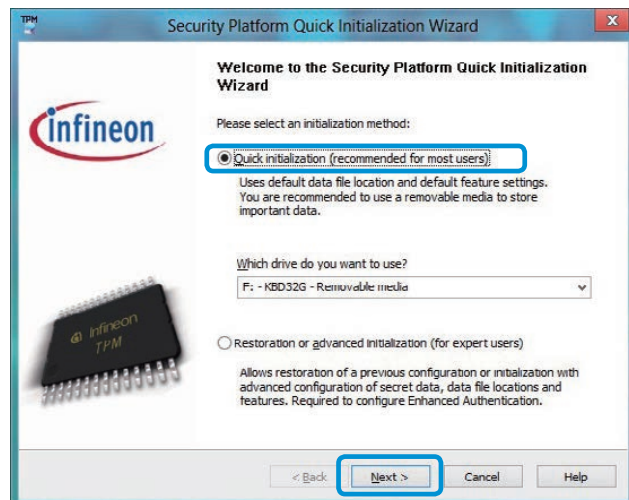 TPM
Security Platform Quick Initialization Wizard
X
Welcome to the Security Platform Quick Initialization
Wizard
infineon
Please select an initialization method:
Quick initialization (recommended for most users)
Uses default data file location and default feature settings.
You are recommended to use a removable media to store
important data.
Which drive do you want to use?
F: - KBD32G - Removable media
Infineon
TPM
Restoration or advanced initialization (for expert users)
Allows restoration of a previous configuration or initialization with
advanced configuration of secret data, data file locations and
features. Required to configure Enhanced Authentication.
< Back
Next >
Cancel
Help